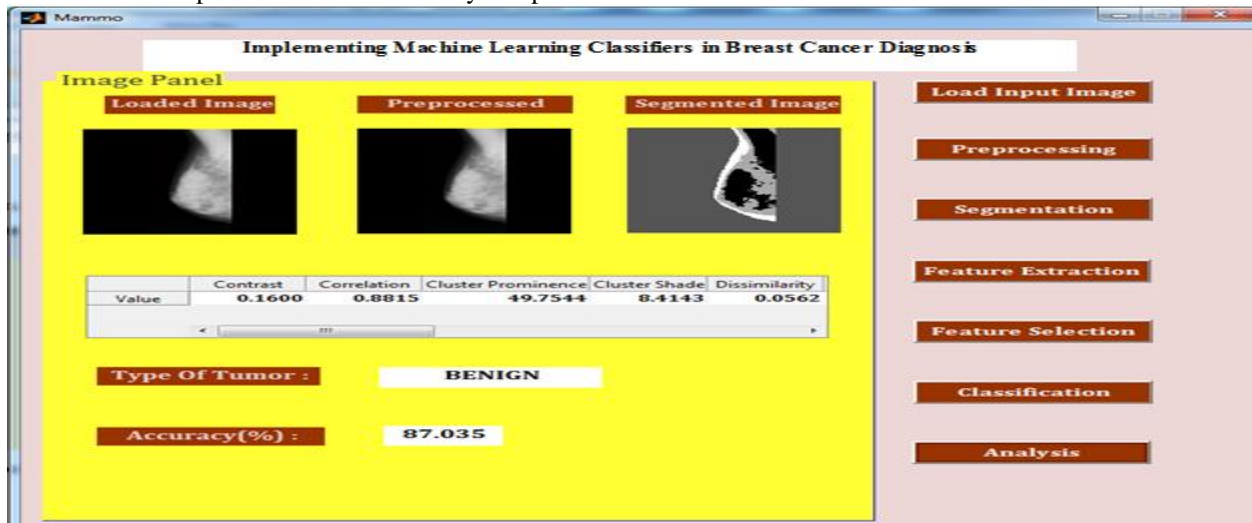 Mammo
Implementing Machine Learning Classifiers in Breast Cancer Diagnosis
Image Panel
Loaded Image Preprocessed Segmented Image
Contrast Correlation Cluster Prominence Cluster Shade Dissimilarity
Value 0.1600 0.8815 49.7544 8.4143 0.0562
Type Of Tumor : BENIGN
Accuracy(%) : 87.035
Load Input Image
Preprocessing
Segmentation
Feature Extraction
Feature Selection
Classification
Analysis